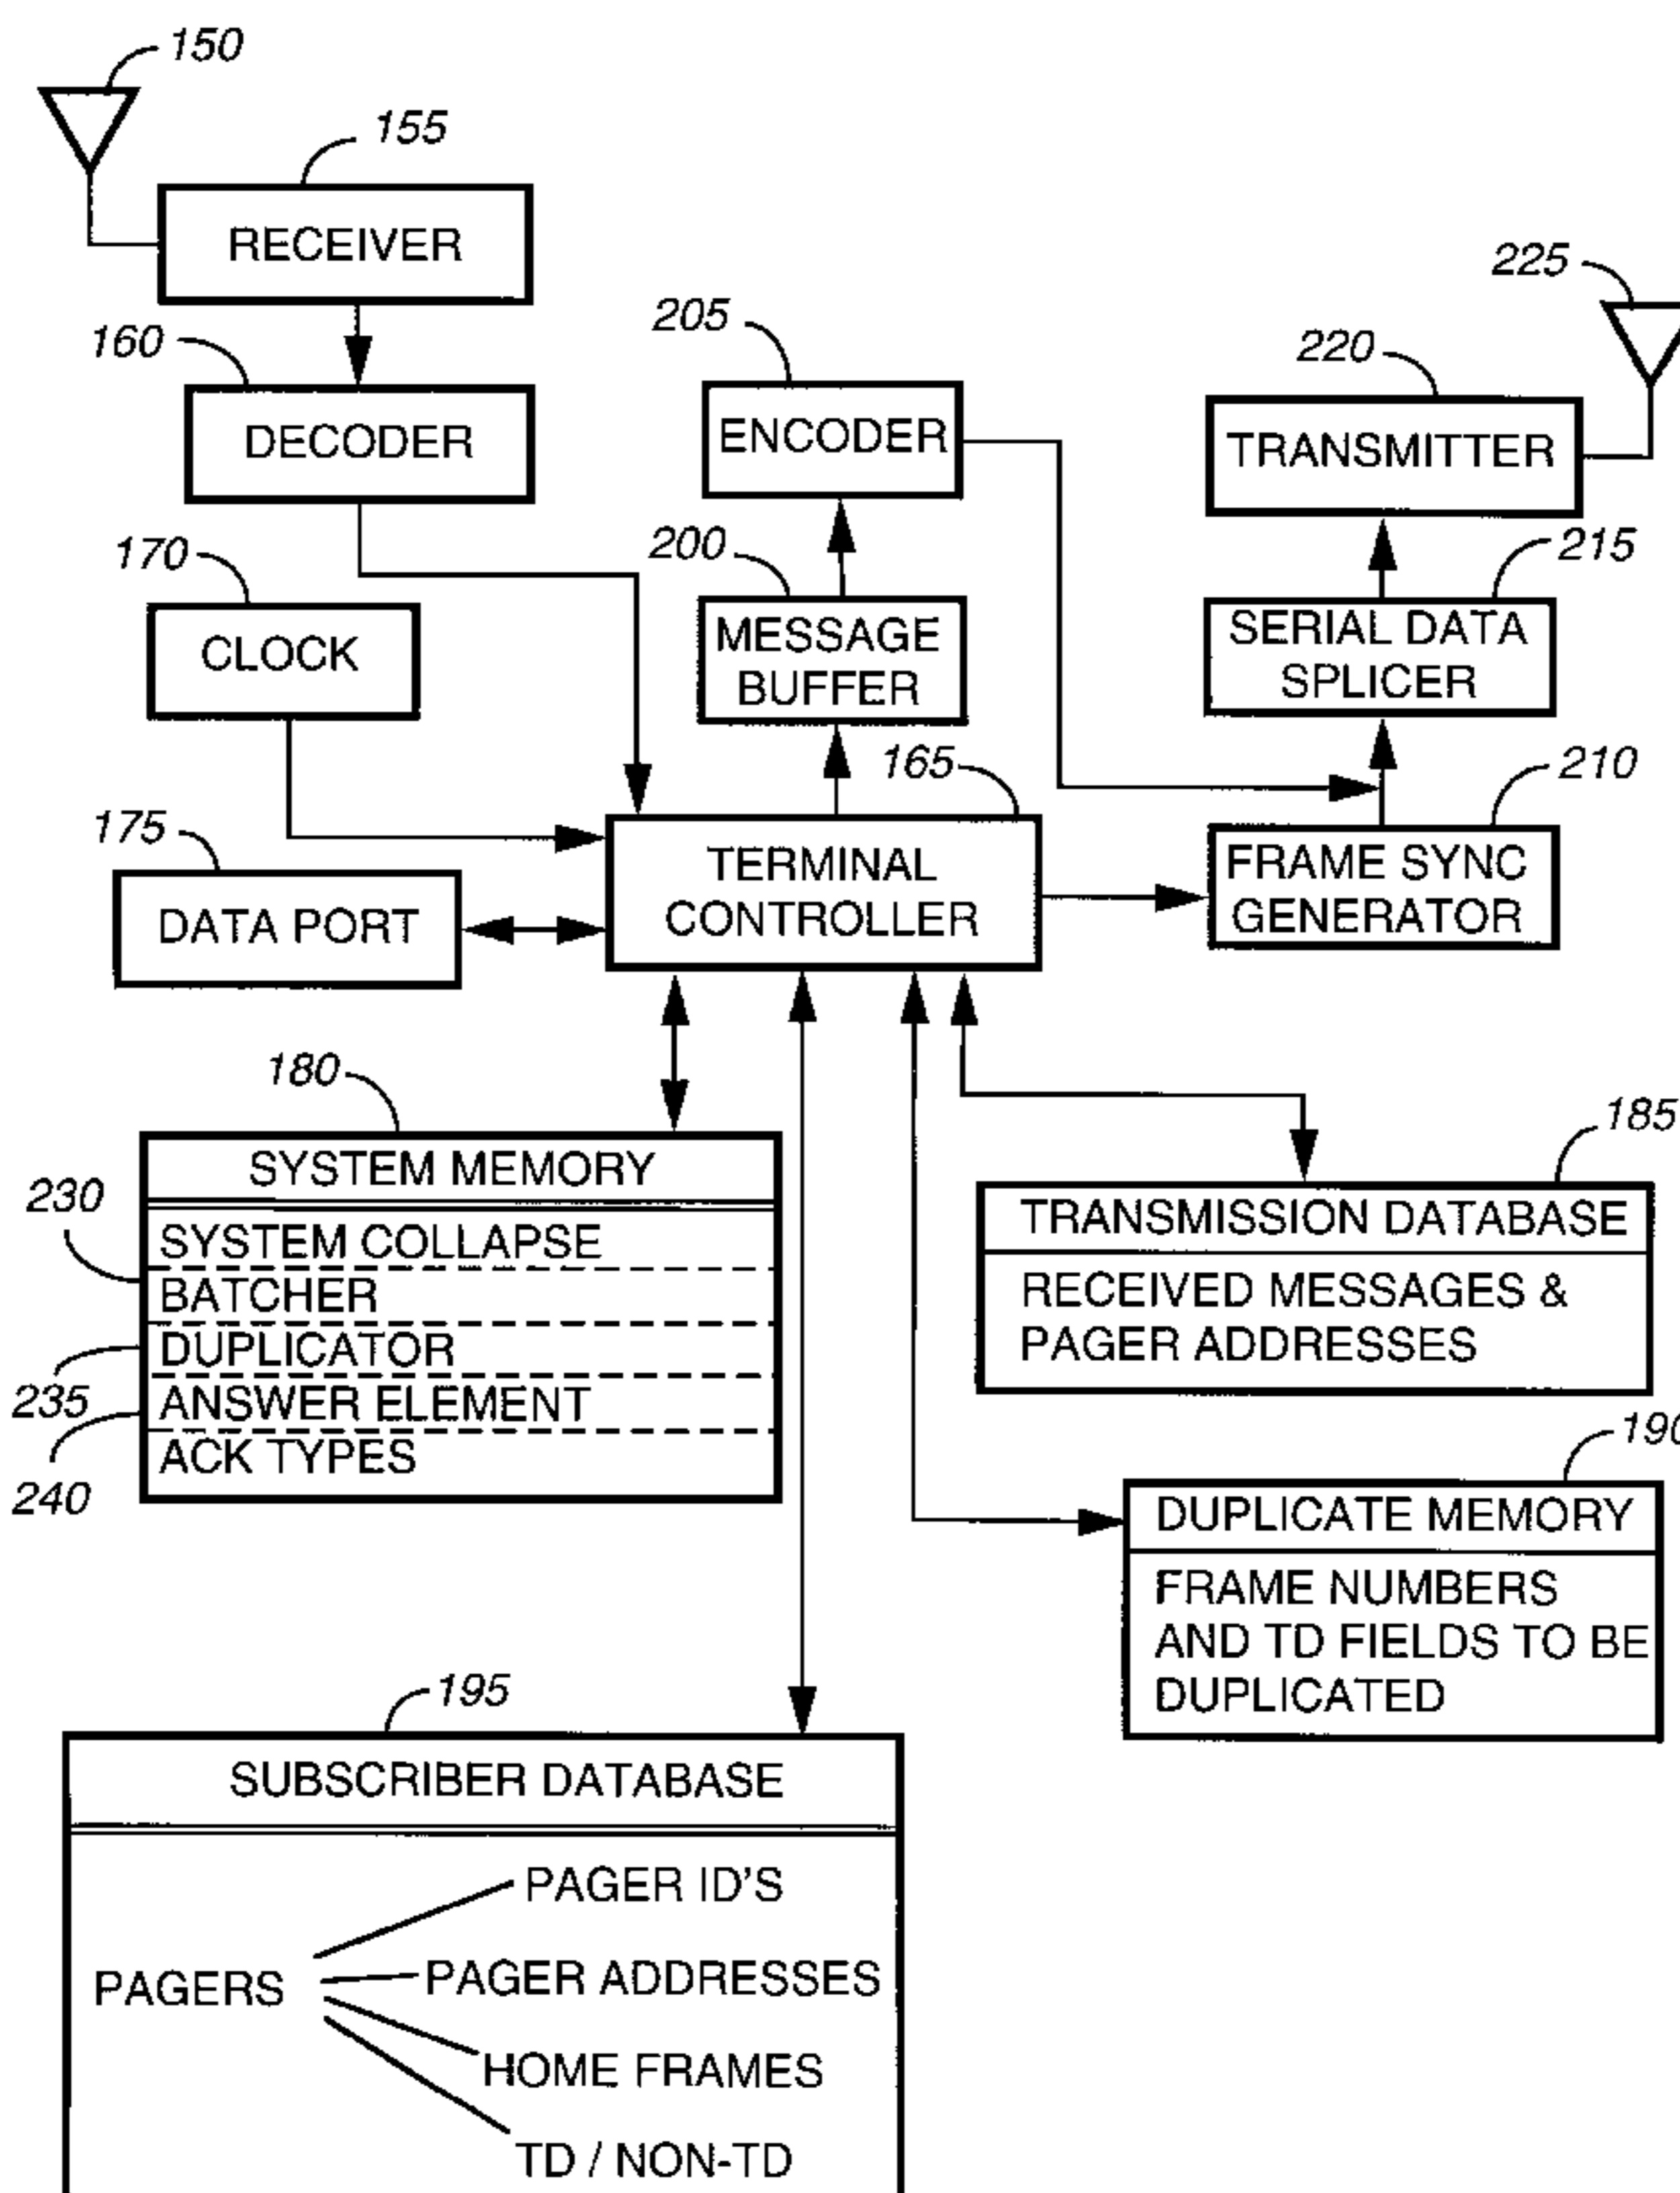 150
155
RECEIVER
225
205
160
220
ENCODER
DECODER
TRANSMITTER
200
215
170
MESSAGE
BUFFER
SERIAL DATA
SPLICER
CLOCK
165
210
175
TERMINAL
CONTROLLER
FRAME SYNC
GENERATOR
DATA PORT
180
185
SYSTEM MEMORY
230
TRANSMISSION DATABASE
SYSTEM COLLAPSE
BATCHER
RECEIVED MESSAGES &
PAGER ADDRESSES
DUPLICATOR
235
ANSWER ELEMENT
190
ACK TYPES
240
DUPLICATE MEMORY
FRAME NUMBERS
AND TD FIELDS TO BE
DUPLICATED
195
SUBSCRIBER DATABASE
PAGER ID'S
PAGERS
PAGER ADDRESSES
HOME FRAMES
TD / NON-TD